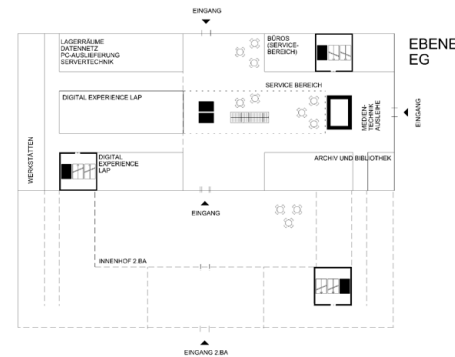 EINGANG
LAGERRÄUME
DATENNETZ
PC-AUSLIEFERUNG
SERVERTECHNIK
BÜROS
(SERVICE-
BEREICH)
EBENE
EG
SERVICE BEREICH
DIGITAL EXPERIENCE LAP
MEDIEN-
TECHNIK
AUSLEIHE
EINGANG
WERKSTÄTTEN
DIGITAL
EXPERIENCE
LAP
ARCHIV UND BIBLIOTHEK
EINGANG
INNENHOF 2.BA
EINGANG 2.BA